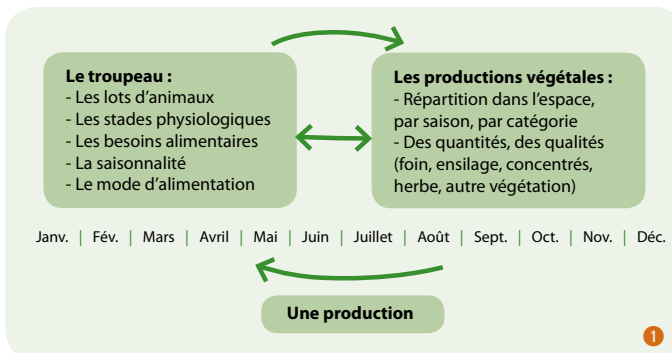 Le troupeau :
- Les lots d'animaux
- Les stades physiologiques
- Les besoins alimentaires
- La saisonnalité
- Le mode d'alimentation
Les productions végétales :
- Répartition dans l'espace,
par saison, par catégorie
- Des quantités, des qualités
(foin, ensilage, concentrés,
herbe, autre végétation)
Janv. | Fév. | Mars | Avril | Mai | Juin | Juillet | Août | Sept. | Oct. | Nov. | Déc.
Une production
1